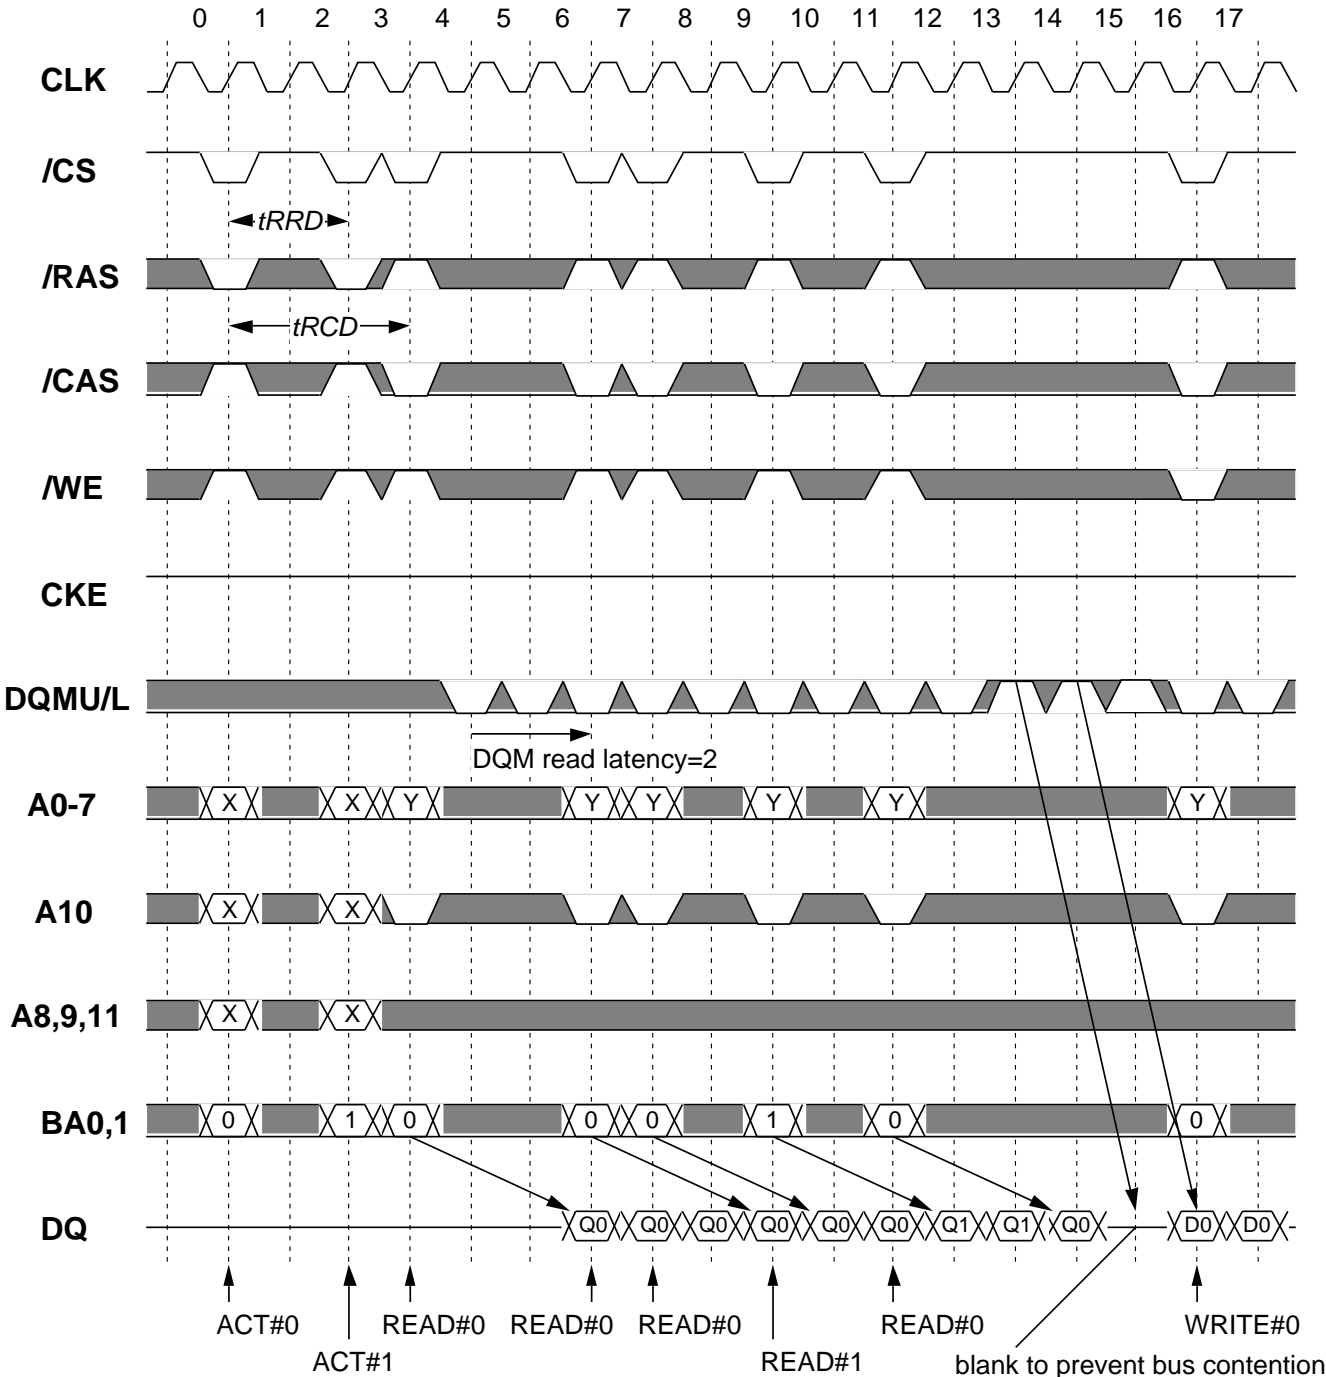 0 1 2 3 4 5 6 7 8 9 10 11 12 13 14 15 16 17
CLK
/CS
tRRD
/RAS
tRCD
/CAS
/WE
CKE
DQMU/L
DQM read latency=2
A0-7 X X Y Y Y Y Y Y
A10 X X
A8,9,11 X X
BA0,1 0 1 0 0 0 1 0 0
DQ Q0 Q0 Q0 Q0 Q0 Q0 Q1 Q1 Q0 D0 D0
ACT#0 READ#0 READ#0 READ#0 READ#0 WRITE#0
ACT#1 READ#1 blank to prevent bus contention